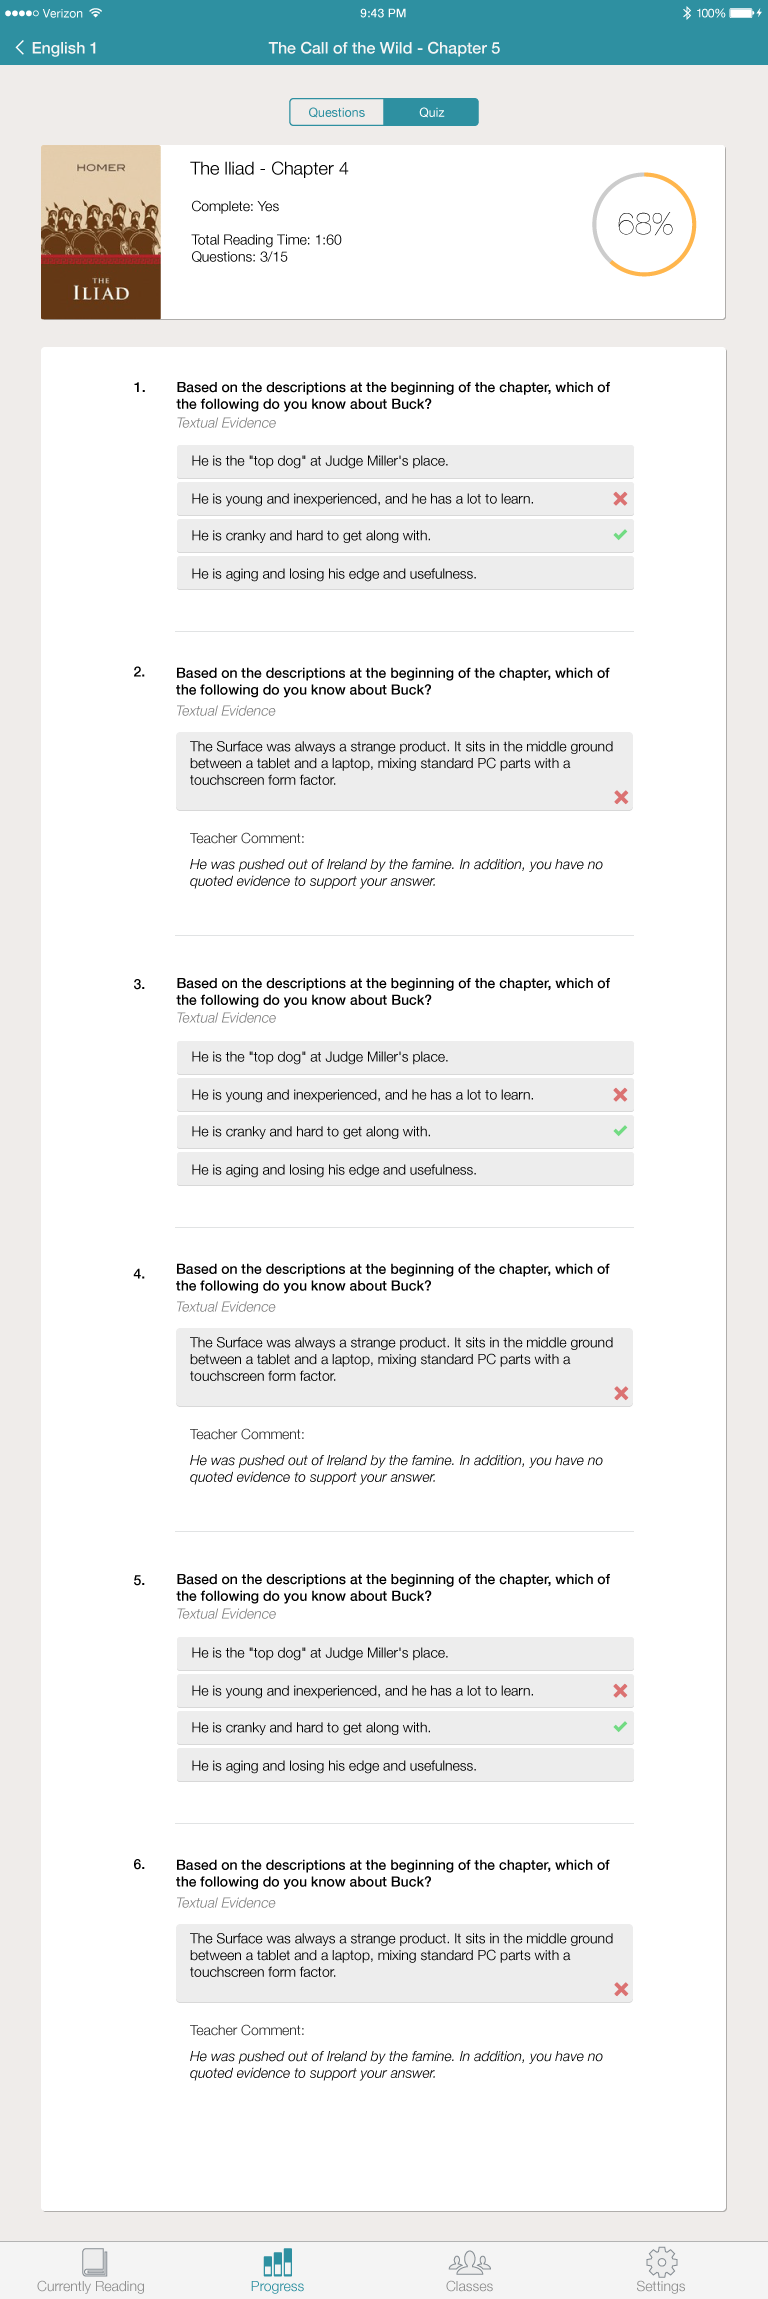 Verizon 9:43 PM 100%
English 1 The Call of the Wild - Chapter 5
Questions Quiz
HOMER
THE
ILIAD
The Iliad - Chapter 4
Complete: Yes
Total Reading Time: 1:60
Questions: 3/15
68%
1. Based on the descriptions at the beginning of the chapter, which of
the following do you know about Buck?
Textual Evidence
He is the "top dog" at Judge Miller's place.
He is young and inexperienced, and he has a lot to learn.
He is cranky and hard to get along with.
He is aging and losing his edge and usefulness.
2. Based on the descriptions at the beginning of the chapter, which of
the following do you know about Buck?
Textual Evidence
The Surface was always a strange product. It sits in the middle ground
between a tablet and a laptop, mixing standard PC parts with a
touchscreen form factor.
Teacher Comment:
He was pushed out of Ireland by the famine. In addition, you have no
quoted evidence to support your answer.
3. Based on the descriptions at the beginning of the chapter, which of
the following do you know about Buck?
Textual Evidence
He is the "top dog" at Judge Miller's place.
He is young and inexperienced, and he has a lot to learn.
He is cranky and hard to get along with.
He is aging and losing his edge and usefulness.
4. Based on the descriptions at the beginning of the chapter, which of
the following do you know about Buck?
Textual Evidence
The Surface was always a strange product. It sits in the middle ground
between a tablet and a laptop, mixing standard PC parts with a
touchscreen form factor.
Teacher Comment:
He was pushed out of Ireland by the famine. In addition, you have no
quoted evidence to support your answer.
5. Based on the descriptions at the beginning of the chapter, which of
the following do you know about Buck?
Textual Evidence
He is the "top dog" at Judge Miller's place.
He is young and inexperienced, and he has a lot to learn.
He is cranky and hard to get along with.
He is aging and losing his edge and usefulness.
6. Based on the descriptions at the beginning of the chapter, which of
the following do you know about Buck?
Textual Evidence
The Surface was always a strange product. It sits in the middle ground
between a tablet and a laptop, mixing standard PC parts with a
touchscreen form factor.
Teacher Comment:
He was pushed out of Ireland by the famine. In addition, you have no
quoted evidence to support your answer.
Currently Reading Progress Classes Settings